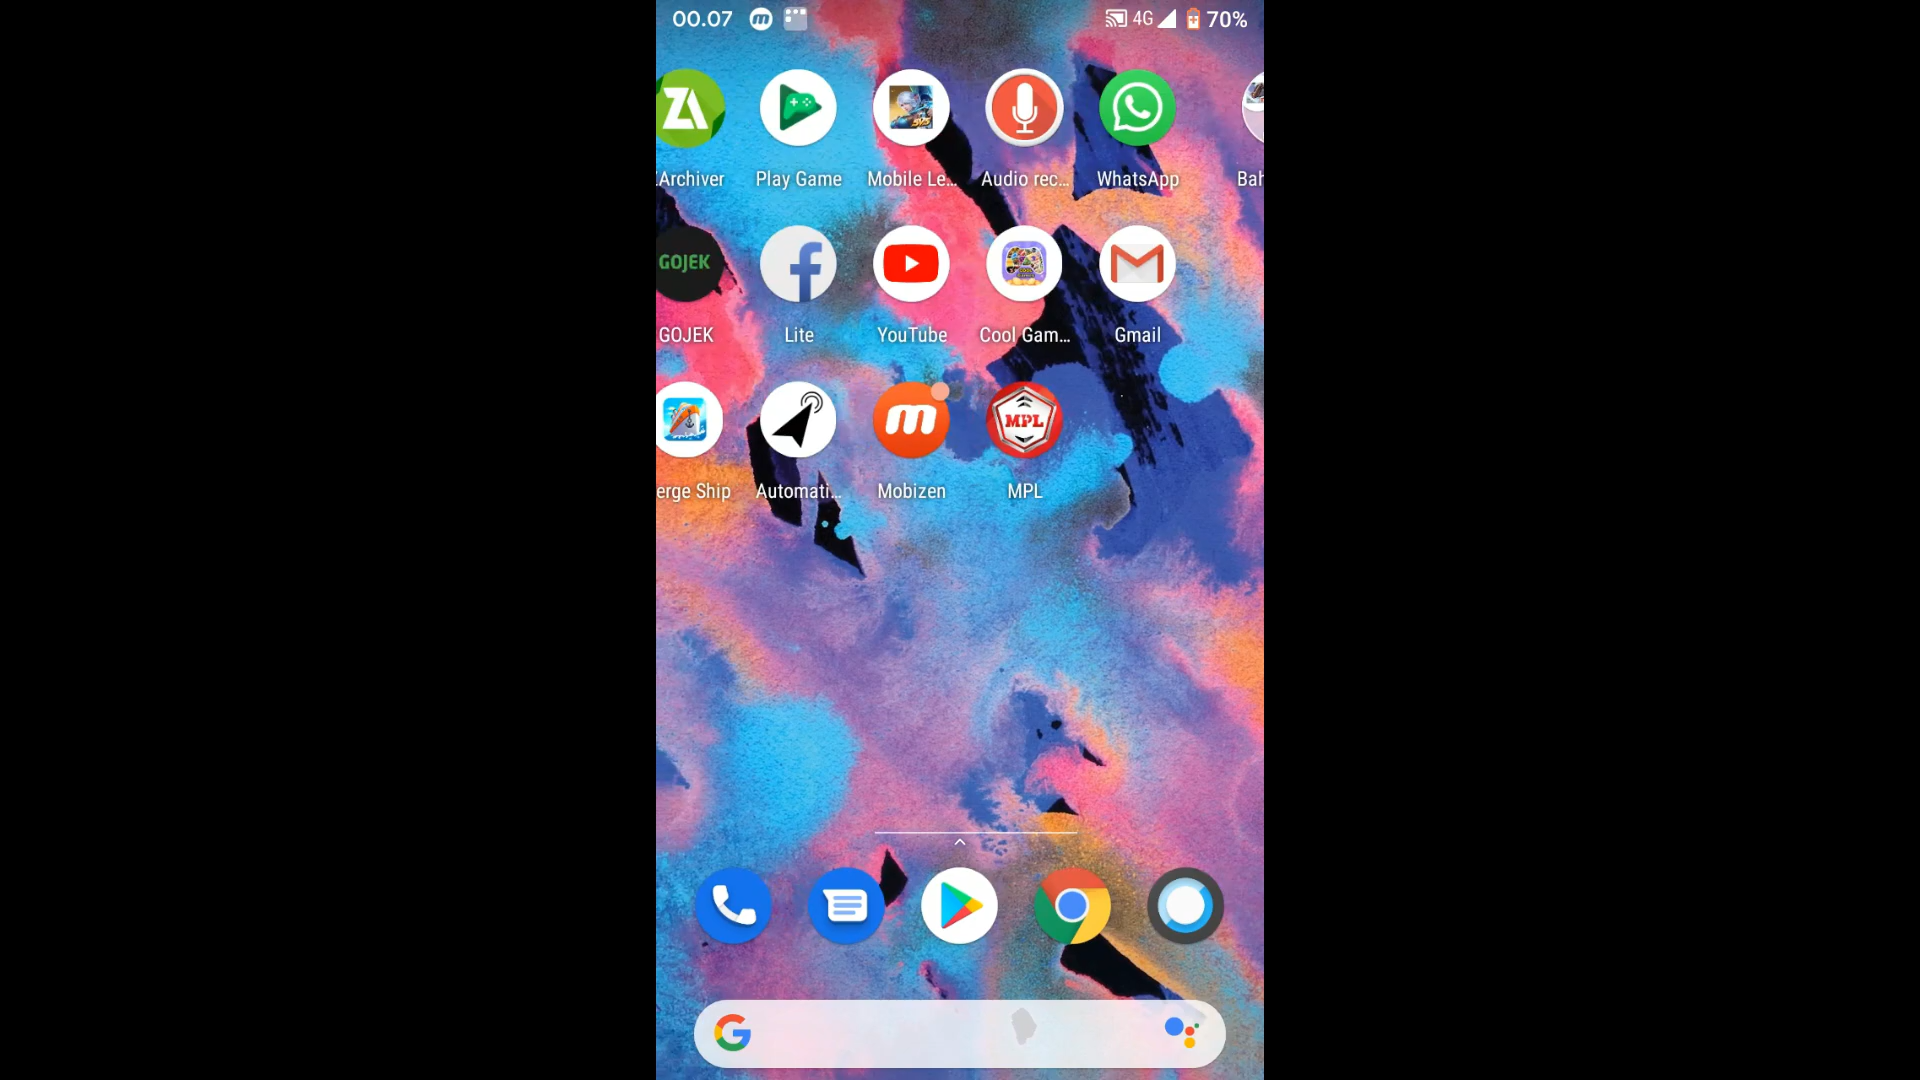 00.07 4G 70%
ZArchiver Play Game Mobile Le... Audio rec... WhatsApp Bah
GOJEK
GOJEK Lite YouTube Cool Gam... Gmail
MPL
erge Ship Automati... Mobizen MPL